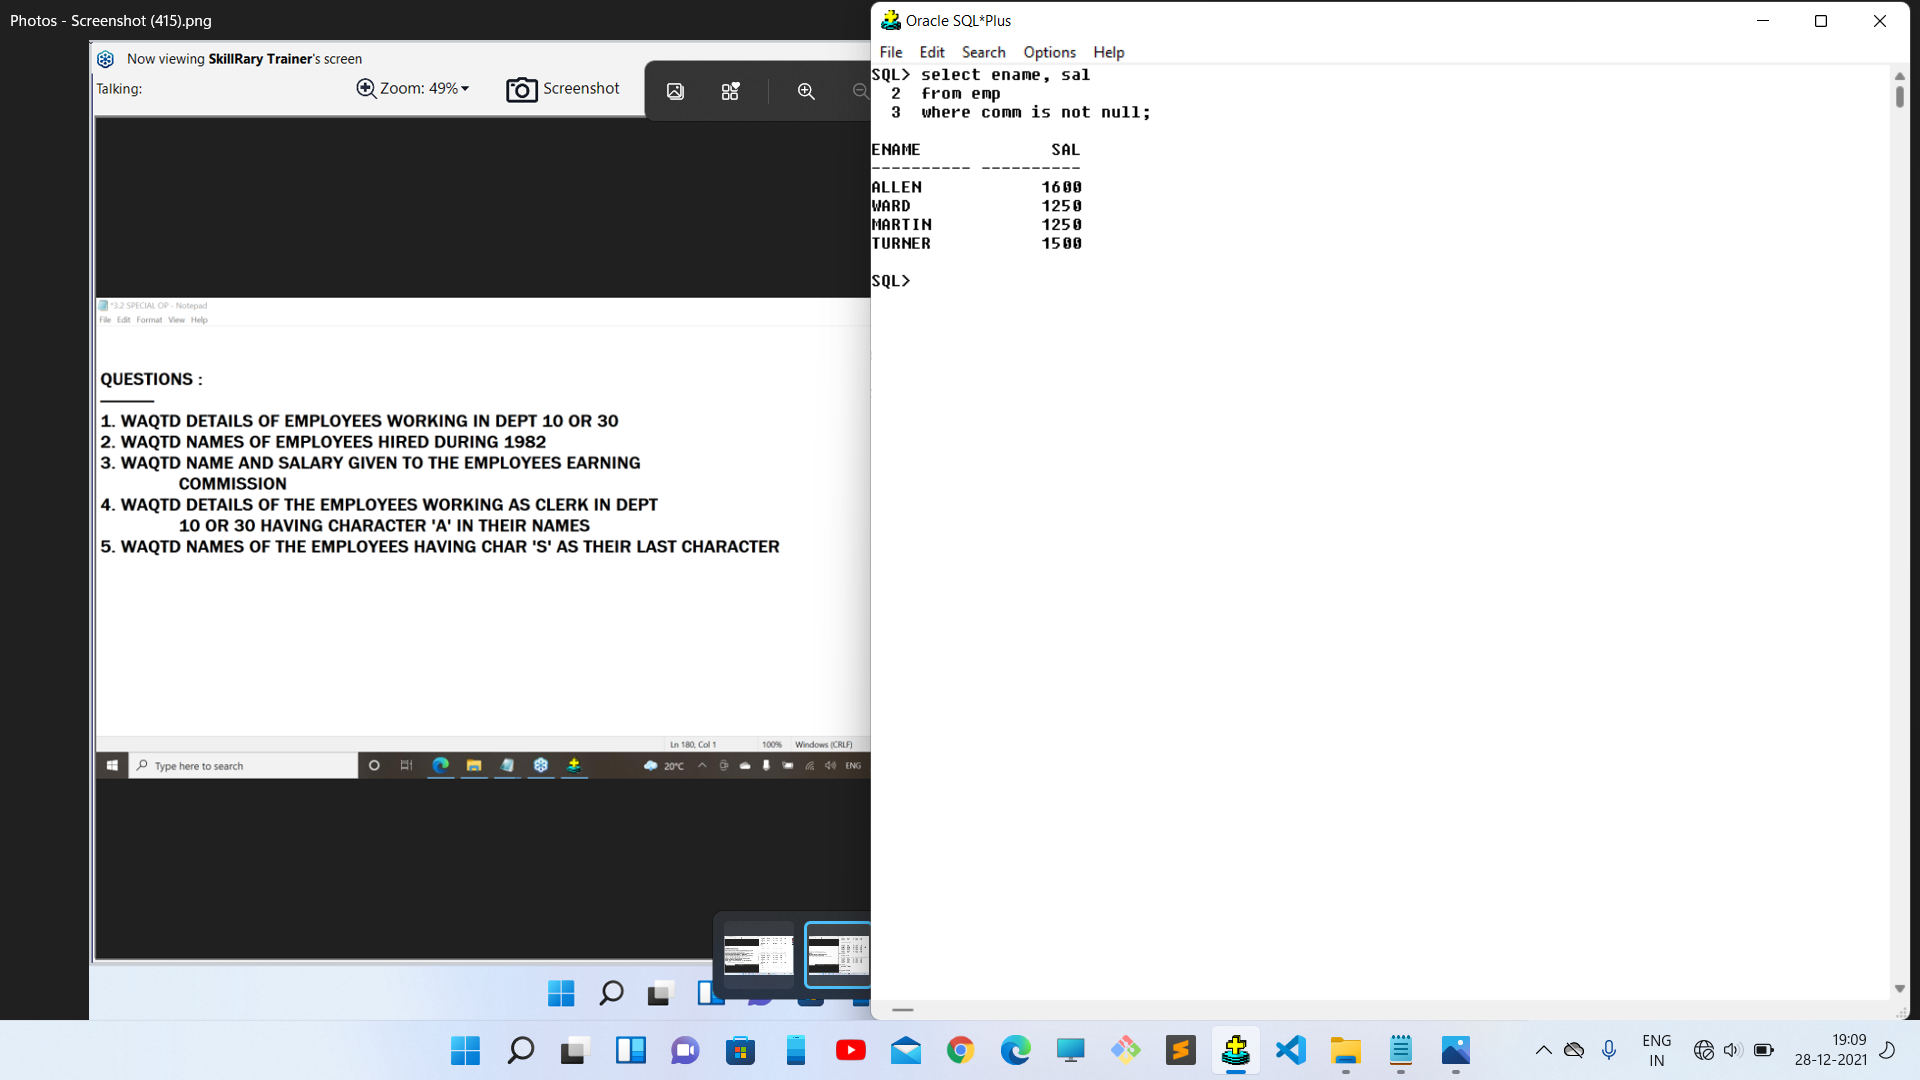 Photos - Screenshot (415).png
Now viewing SkillRary Trainer's screen
Talking:
Zoom: 49%
Screenshot
*3.2 SPECIAL OP - Notepad
File Edit Format View Help
QUESTIONS :
1. WAQTD DETAILS OF EMPLOYEES WORKING IN DEPT 10 OR 30
2. WAQTD NAMES OF EMPLOYEES HIRED DURING 1982
3. WAQTD NAME AND SALARY GIVEN TO THE EMPLOYEES EARNING
COMMISSION
4. WAQTD DETAILS OF THE EMPLOYEES WORKING AS CLERK IN DEPT
10 OR 30 HAVING CHARACTER 'A' IN THEIR NAMES
5. WAQTD NAMES OF THE EMPLOYEES HAVING CHAR 'S' AS THEIR LAST CHARACTER
Ln 180, Col 1 100% Windows (CRLF)
Type here to search
20°C
ENG
Oracle SQL*Plus
File Edit Search Options Help
SQL> select ename, sal
2 from emp
3 where comm is not null;
ENAME SAL
---------- ----------
ALLEN 1600
WARD 1250
MARTIN 1250
TURNER 1500
SQL>
ENG
IN
19:09
28-12-2021